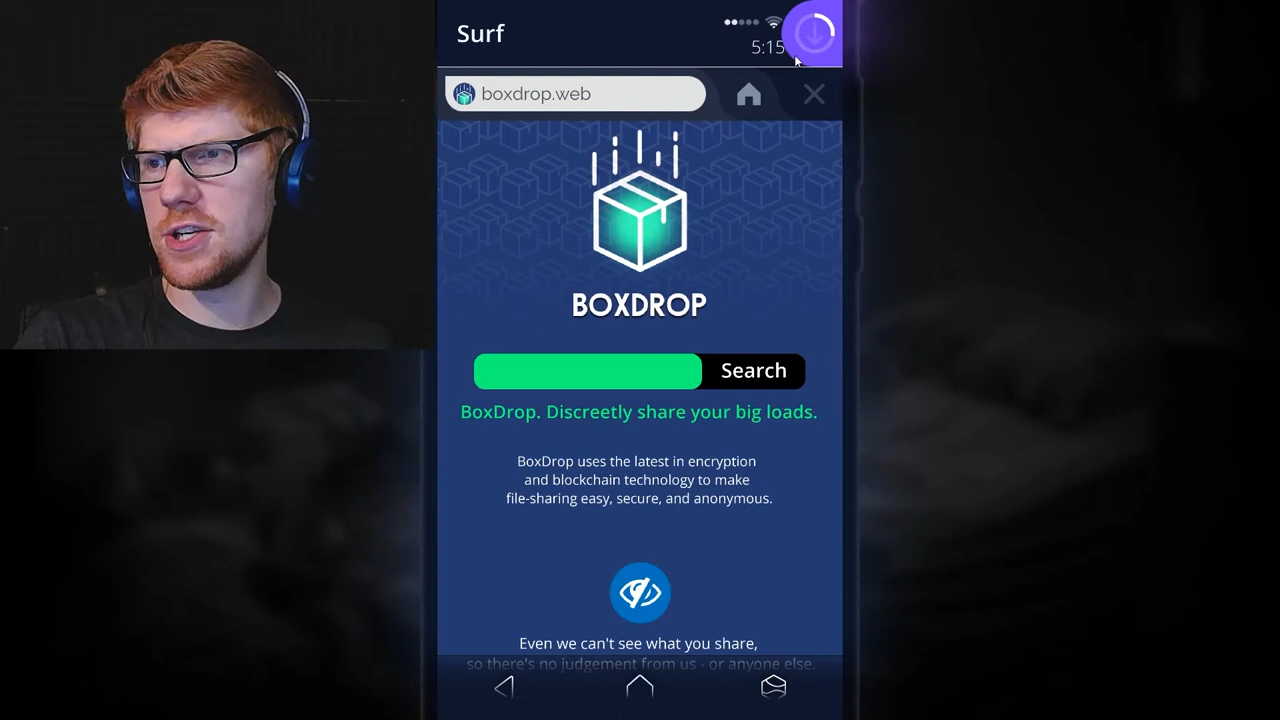 Surf
5:15
boxdrop.web
BOXDROP
Search
BoxDrop. Discreetly share your big loads.
BoxDrop uses the latest in encryption
and blockchain technology to make
file-sharing easy, secure, and anonymous.
Even we can't see what you share,
so there's no judgement from us - or anyone else.